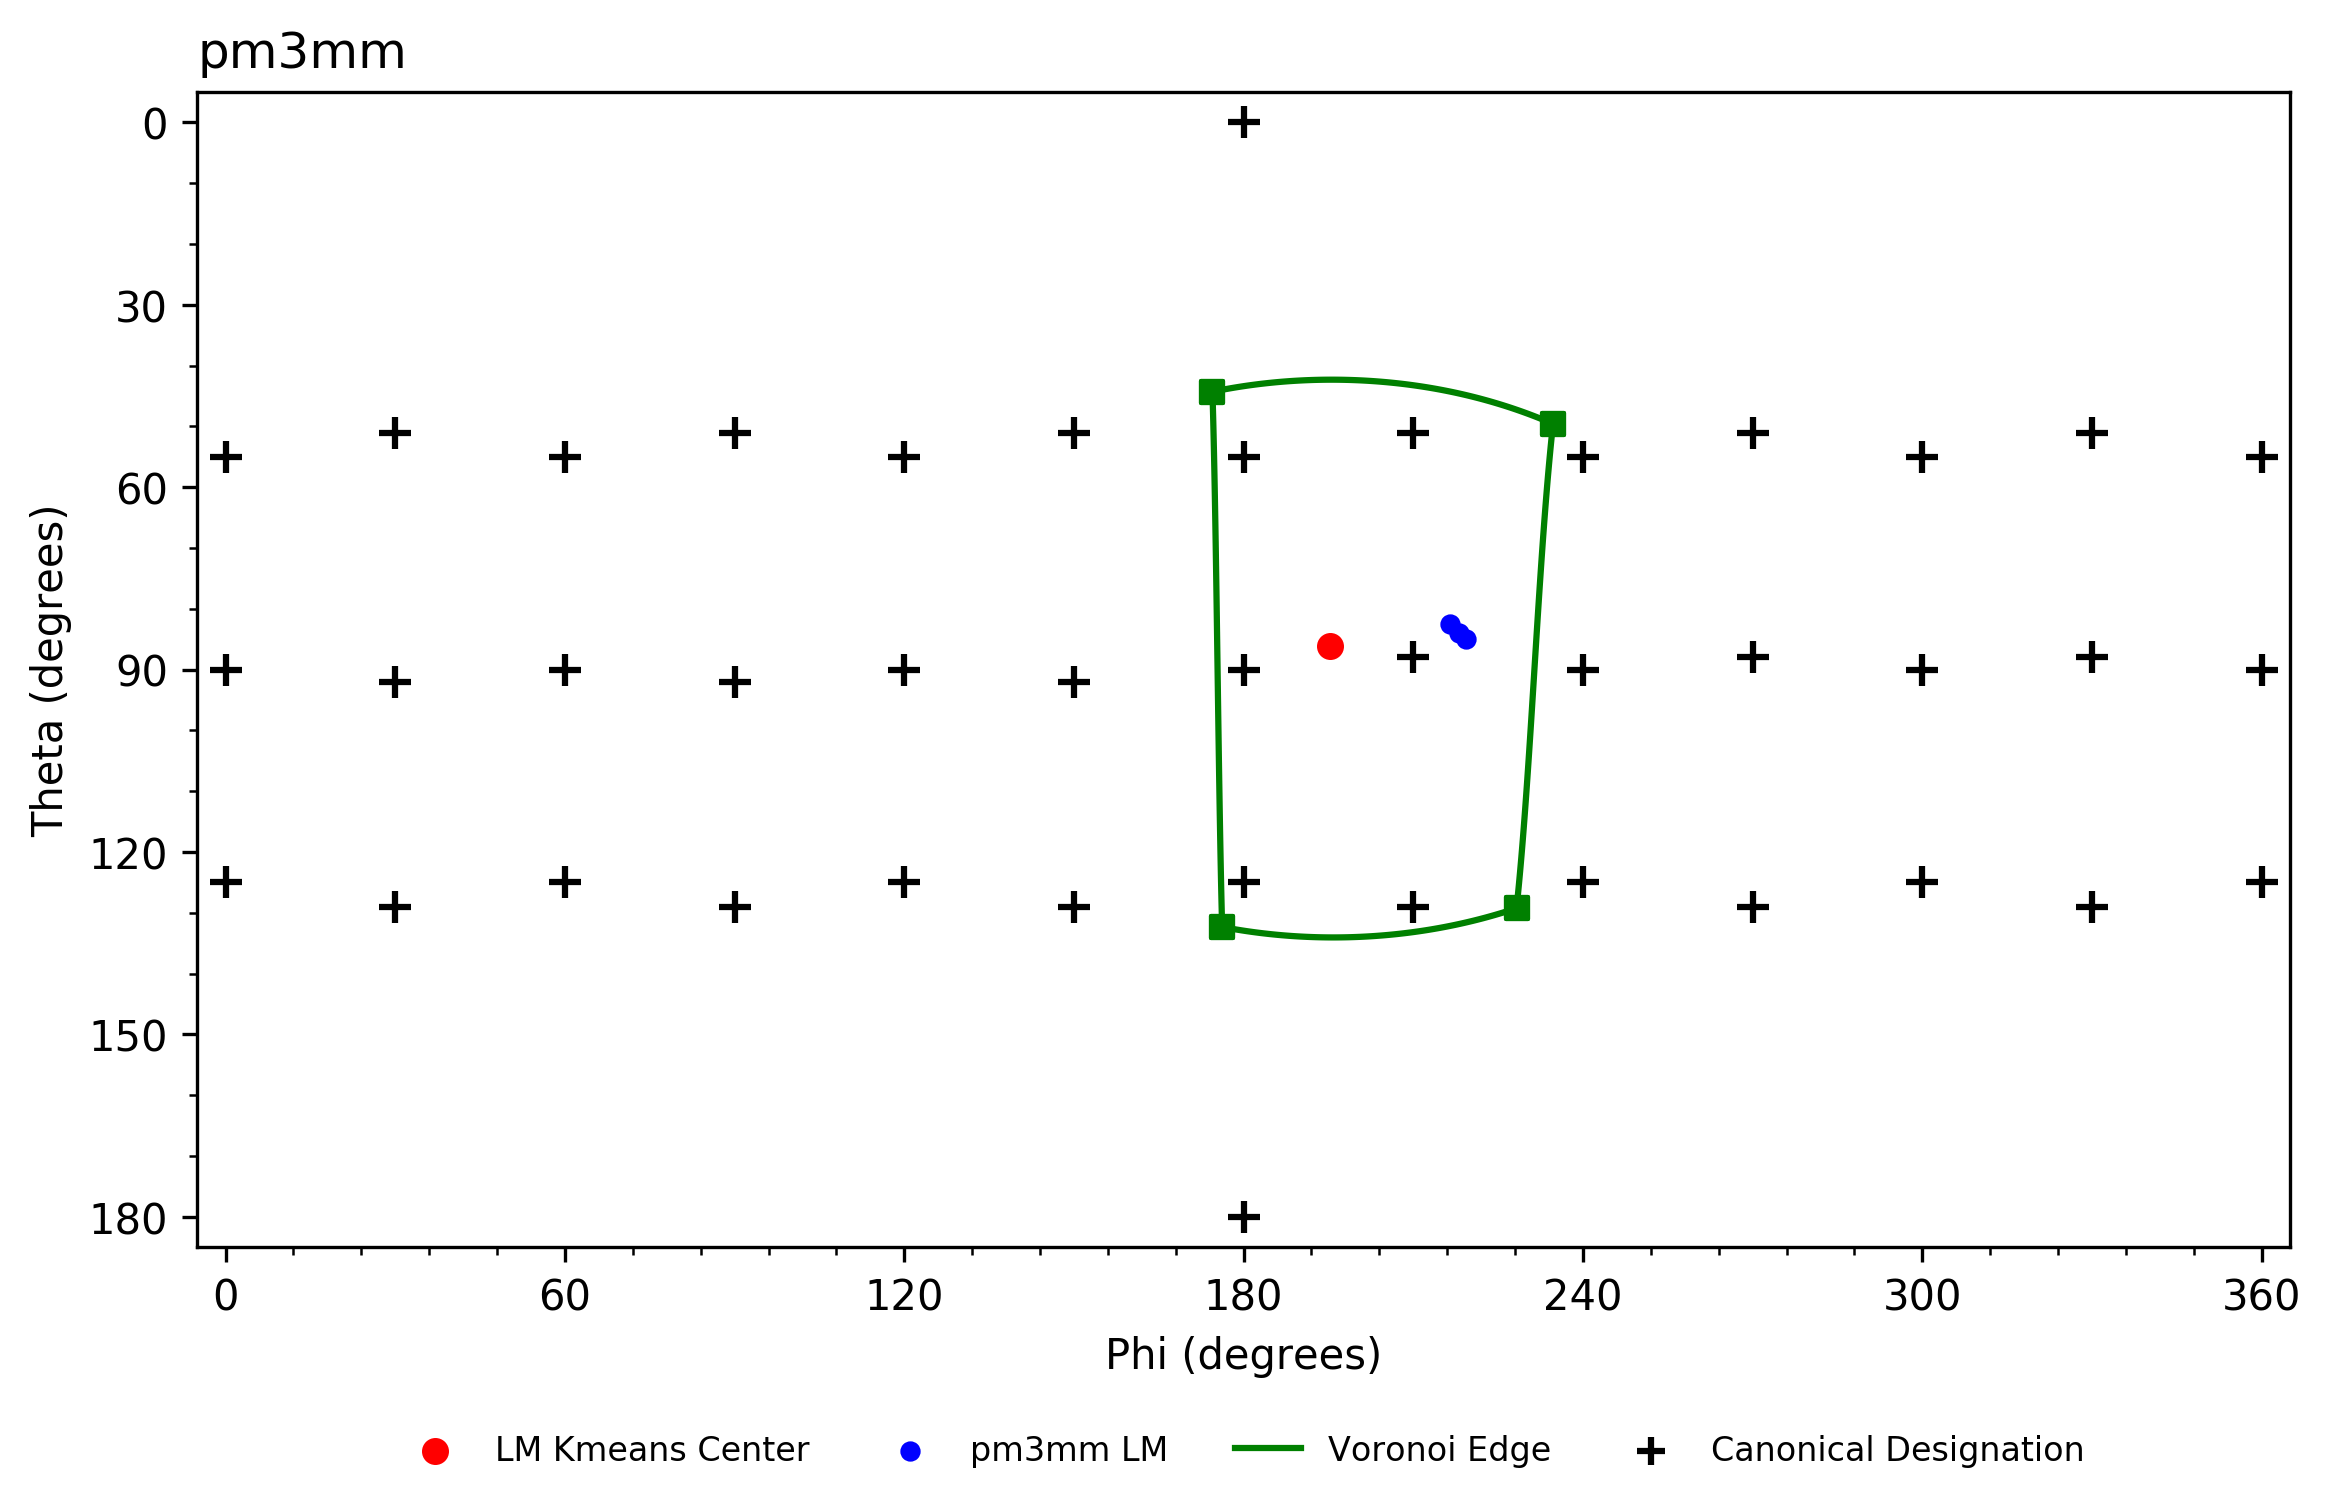 pm3mm
0
30
60
90
120
150
180
Theta (degrees)
0 60 120 180 240 300 360
Phi (degrees)
LM Kmeans Center pm3mm LM Voronoi Edge Canonical Designation